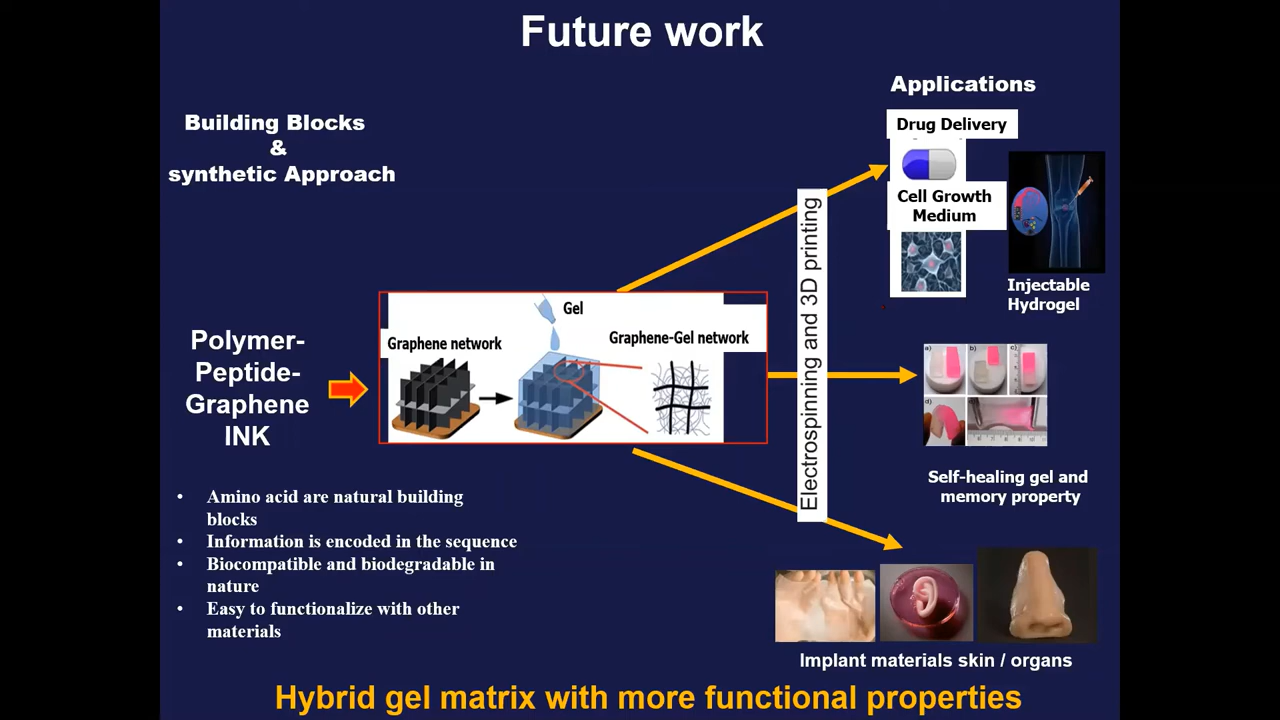 Future work
Building Blocks
&
synthetic Approach
Polymer-
Peptide-
Graphene
INK
Graphene network
Gel
Graphene-Gel network
Amino acid are natural building
blocks
Information is encoded in the sequence
Biocompatible and biodegradable in
nature
Easy to functionalize with other
materials
Electrospinning and 3D printing
Applications
Drug Delivery
Cell Growth
Medium
Injectable
Hydrogel
a)
b)
c)
d)
Self-healing gel and
memory property
Implant materials skin / organs
Hybrid gel matrix with more functional properties